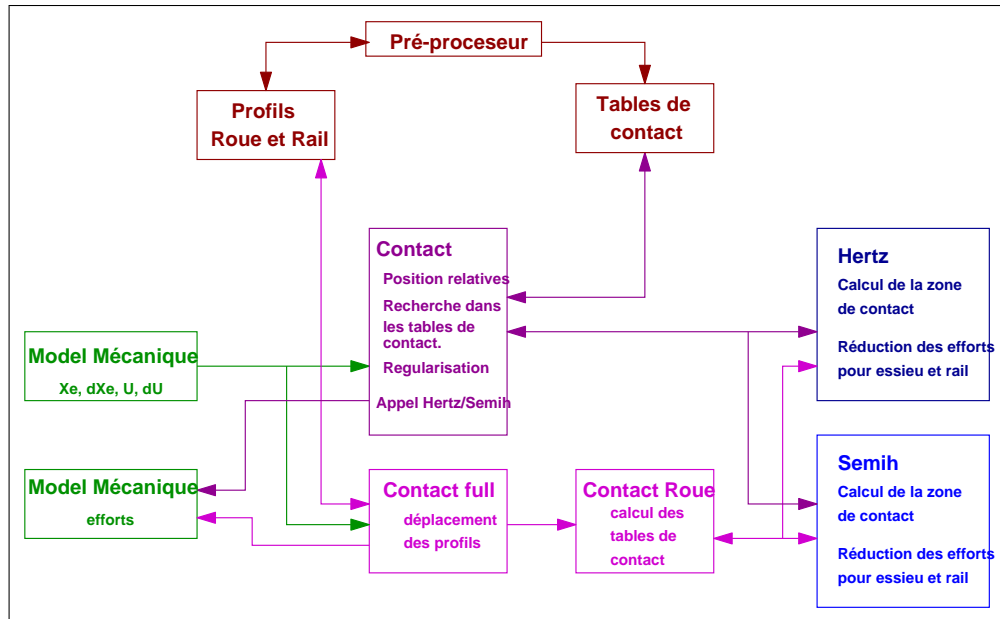 Pré-proceseur
Profils
Roue et Rail
Tables de
contact
Contact
Position relatives
Recherche dans
les tables de
contact.
Regularisation
Appel Hertz/Semih
Hertz
Calcul de la zone
de contact
Réduction des efforts
pour essieu et rail
Model Mécanique
Xe, dXe, U, dU
Model Mécanique
efforts
Contact full
déplacement
des profils
Contact Roue
calcul des
tables de
contact
Semih
Calcul de la zone
de contact
Réduction des efforts
pour essieu et rail